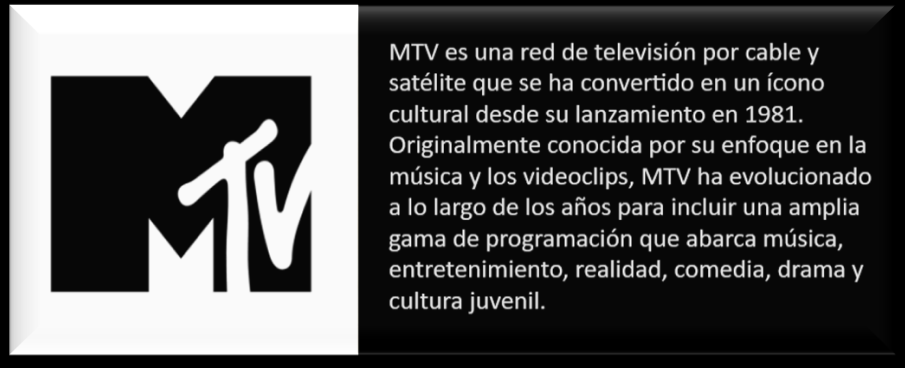 MTV
MTV es una red de televisión por cable y
satélite que se ha convertido en un ícono
cultural desde su lanzamiento en 1981.
Originalmente conocida por su enfoque en la
música y los videoclips, MTV ha evolucionado
a lo largo de los años para incluir una amplia
gama de programación que abarca música,
entretenimiento, realidad, comedia, drama y
cultura juvenil.